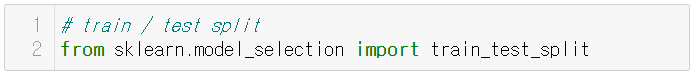 1 # train / test split
2 from sklearn.model_selection import train_test_split